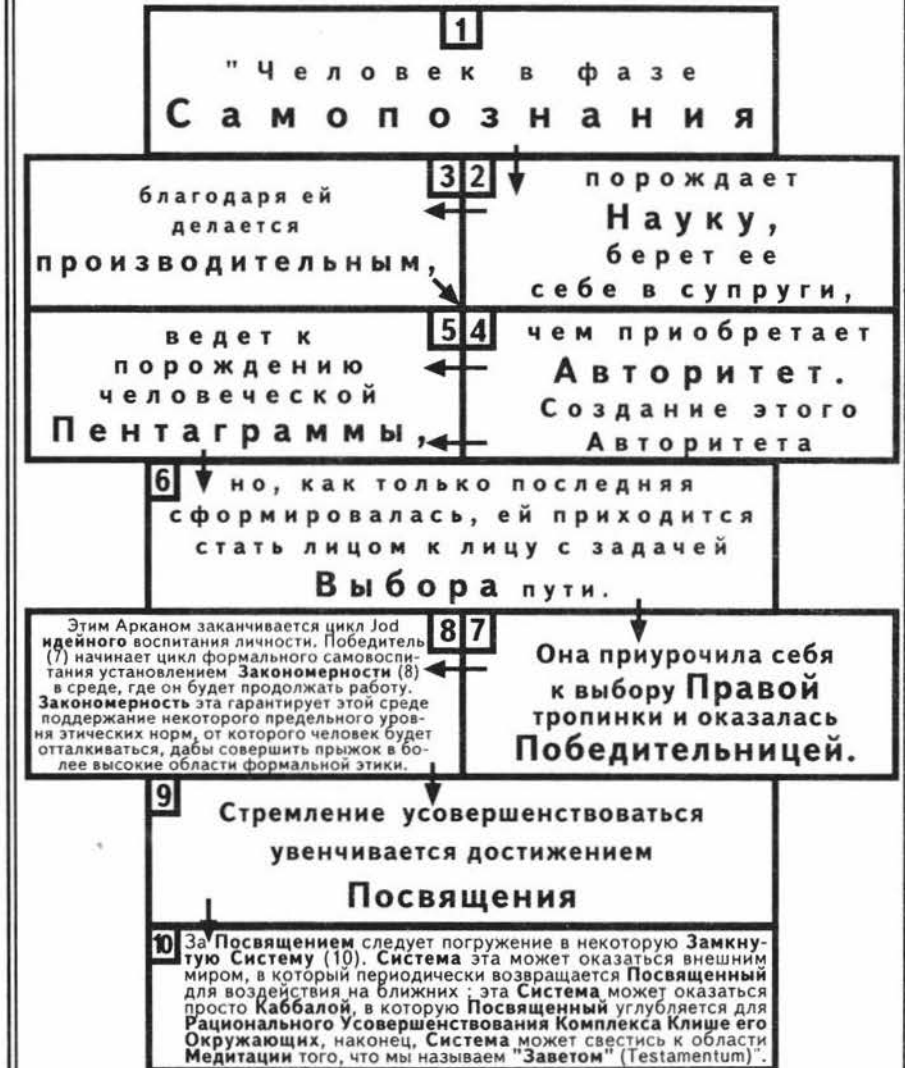 1
"Человек в фазе
Самопознания
2
порождает
Науку,
берет ее
себе в супруги,
3
благодаря ей
делается
производительным,
4
чем приобретает
Авторитет.
Создание этого
Авторитета
5
ведет к
порождению
человеческой
Пентаграммы,
6
но, как только последняя
сформировалась, ей приходится
стать лицом к лицу с задачей
Выбора пути.
7
Она приурочила себя
к выбору Правой
тропинки и оказалась
Победительницей.
8
Этим Арканом заканчивается цикл Jod
идейного воспитания личности. Победитель
(7) начинает цикл формального самовоспи-
тания установлением Закономерности (8)
в среде, где он будет продолжать работу.
Закономерность эта гарантирует этой среде
поддержание некоторого предельного уров-
ня этических норм, от которого человек будет
отталкиваться, дабы совершить прыжок в бо-
лее высокие области формальной этики.
9
Стремление усовершенствоваться
увенчивается достижением
Посвящения
10
За Посвящением следует погружение в некоторую Замкну-
тую Систему (10). Система эта может оказаться внешним
миром, в который периодически возвращается Посвященный
для воздействия на ближних ; эта Система может оказаться
просто Каббалой, в которую Посвященный углубляется для
Рационального Усовершенствования Комплекса Клише его
Окружающих, наконец, Система может свестись к области
Медитации того, что мы называем "Заветом" (Testamentum)".